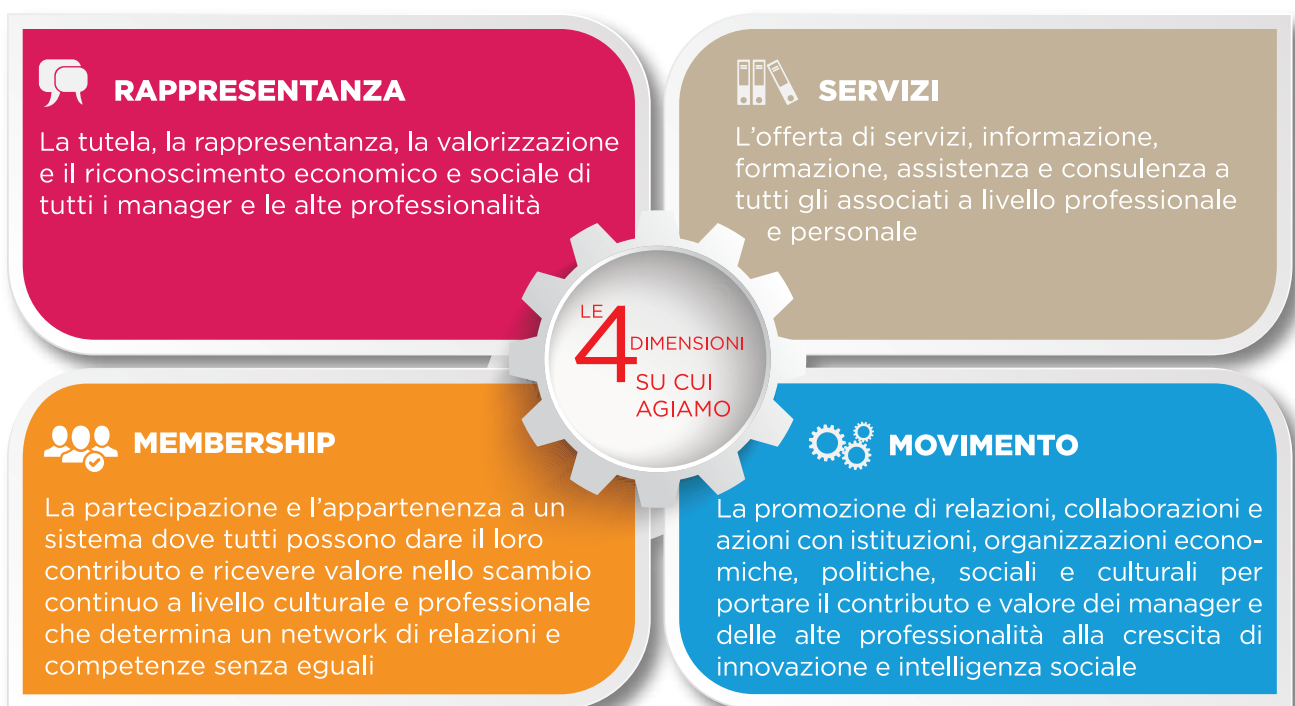 RAPPRESENTANZA
La tutela, la rappresentanza, la valorizzazione
e il riconoscimento economico e sociale di
tutti i manager e le alte professionalità
SERVIZI
L'offerta di servizi, informazione,
formazione, assistenza e consulenza a
tutti gli associati a livello professionale
e personale
LE
4 DIMENSIONI
SU CUI
AGIAMO
MEMBERSHIP
La partecipazione e l'appartenenza a un
sistema dove tutti possono dare il loro
contributo e ricevere valore nello scambio
continuo a livello culturale e professionale
che determina un network di relazioni e
competenze senza eguali
MOVIMENTO
La promozione di relazioni, collaborazioni e
azioni con istituzioni, organizzazioni econo-
miche, politiche, sociali e culturali per
portare il contributo e valore dei manager e
delle alte professionalità alla crescita di
innovazione e intelligenza sociale